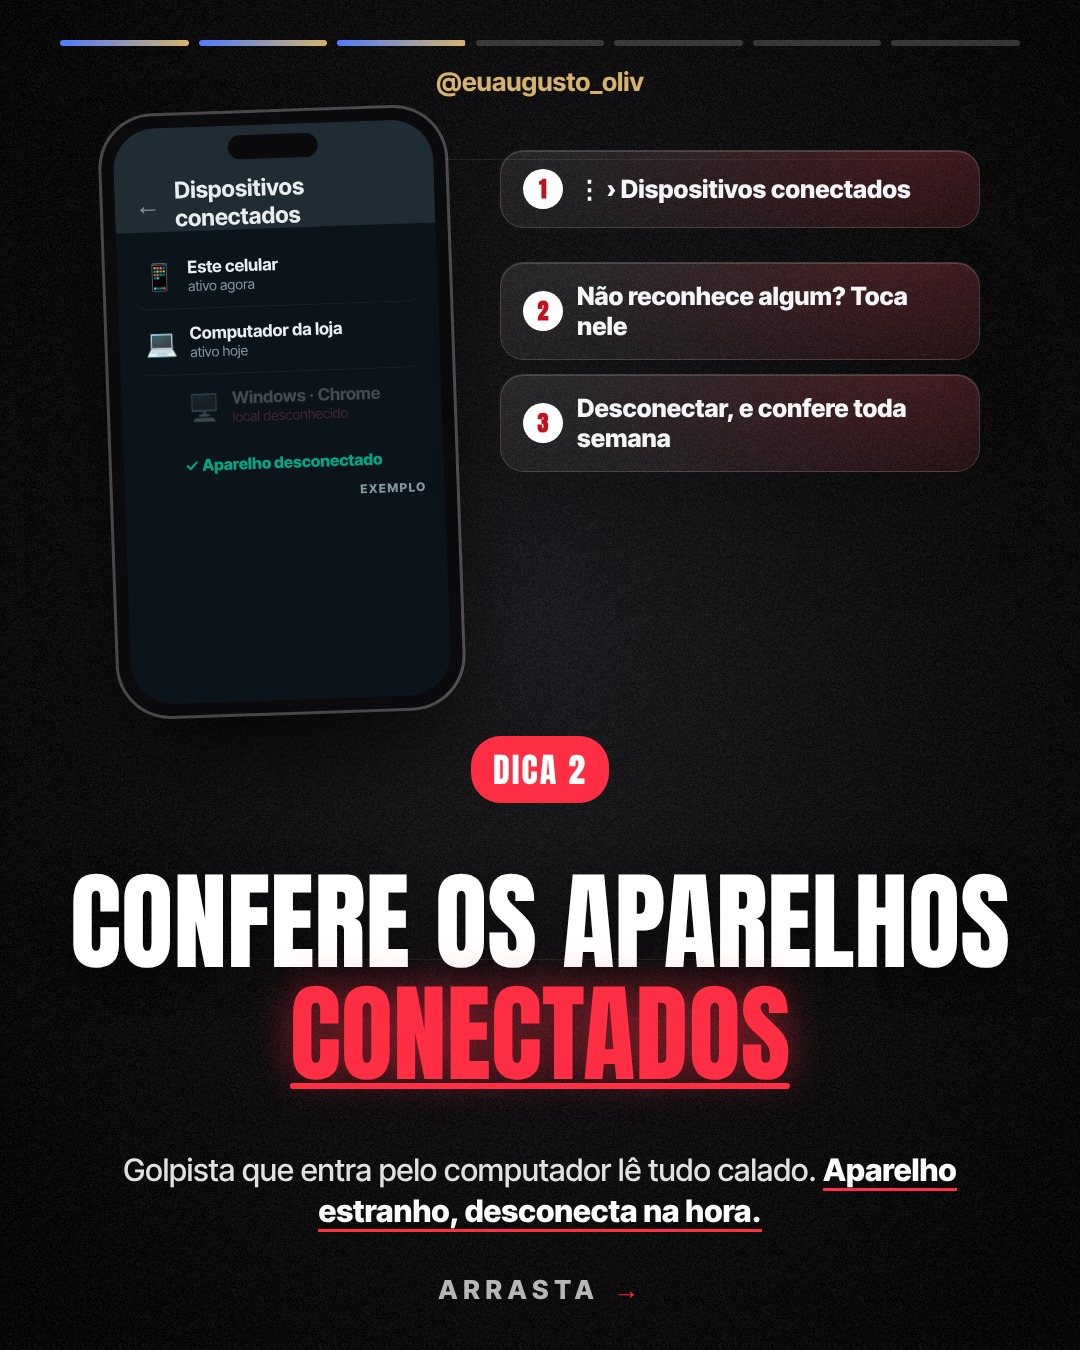 @euaugusto_oliv
←
Dispositivos
conectados
Este celular
ativo agora
Computador da loja
ativo hoje
Windows · Chrome
local desconhecido
✓ Aparelho desconectado
EXEMPLO
1 ⋮ › Dispositivos conectados
2 Não reconhece algum? Toca
nele
3 Desconectar, e confere toda
semana
DICA 2
CONFERE OS APARELHOS
CONECTADOS
Golpista que entra pelo computador lê tudo calado. Aparelho
estranho, desconecta na hora.
ARRASTA →